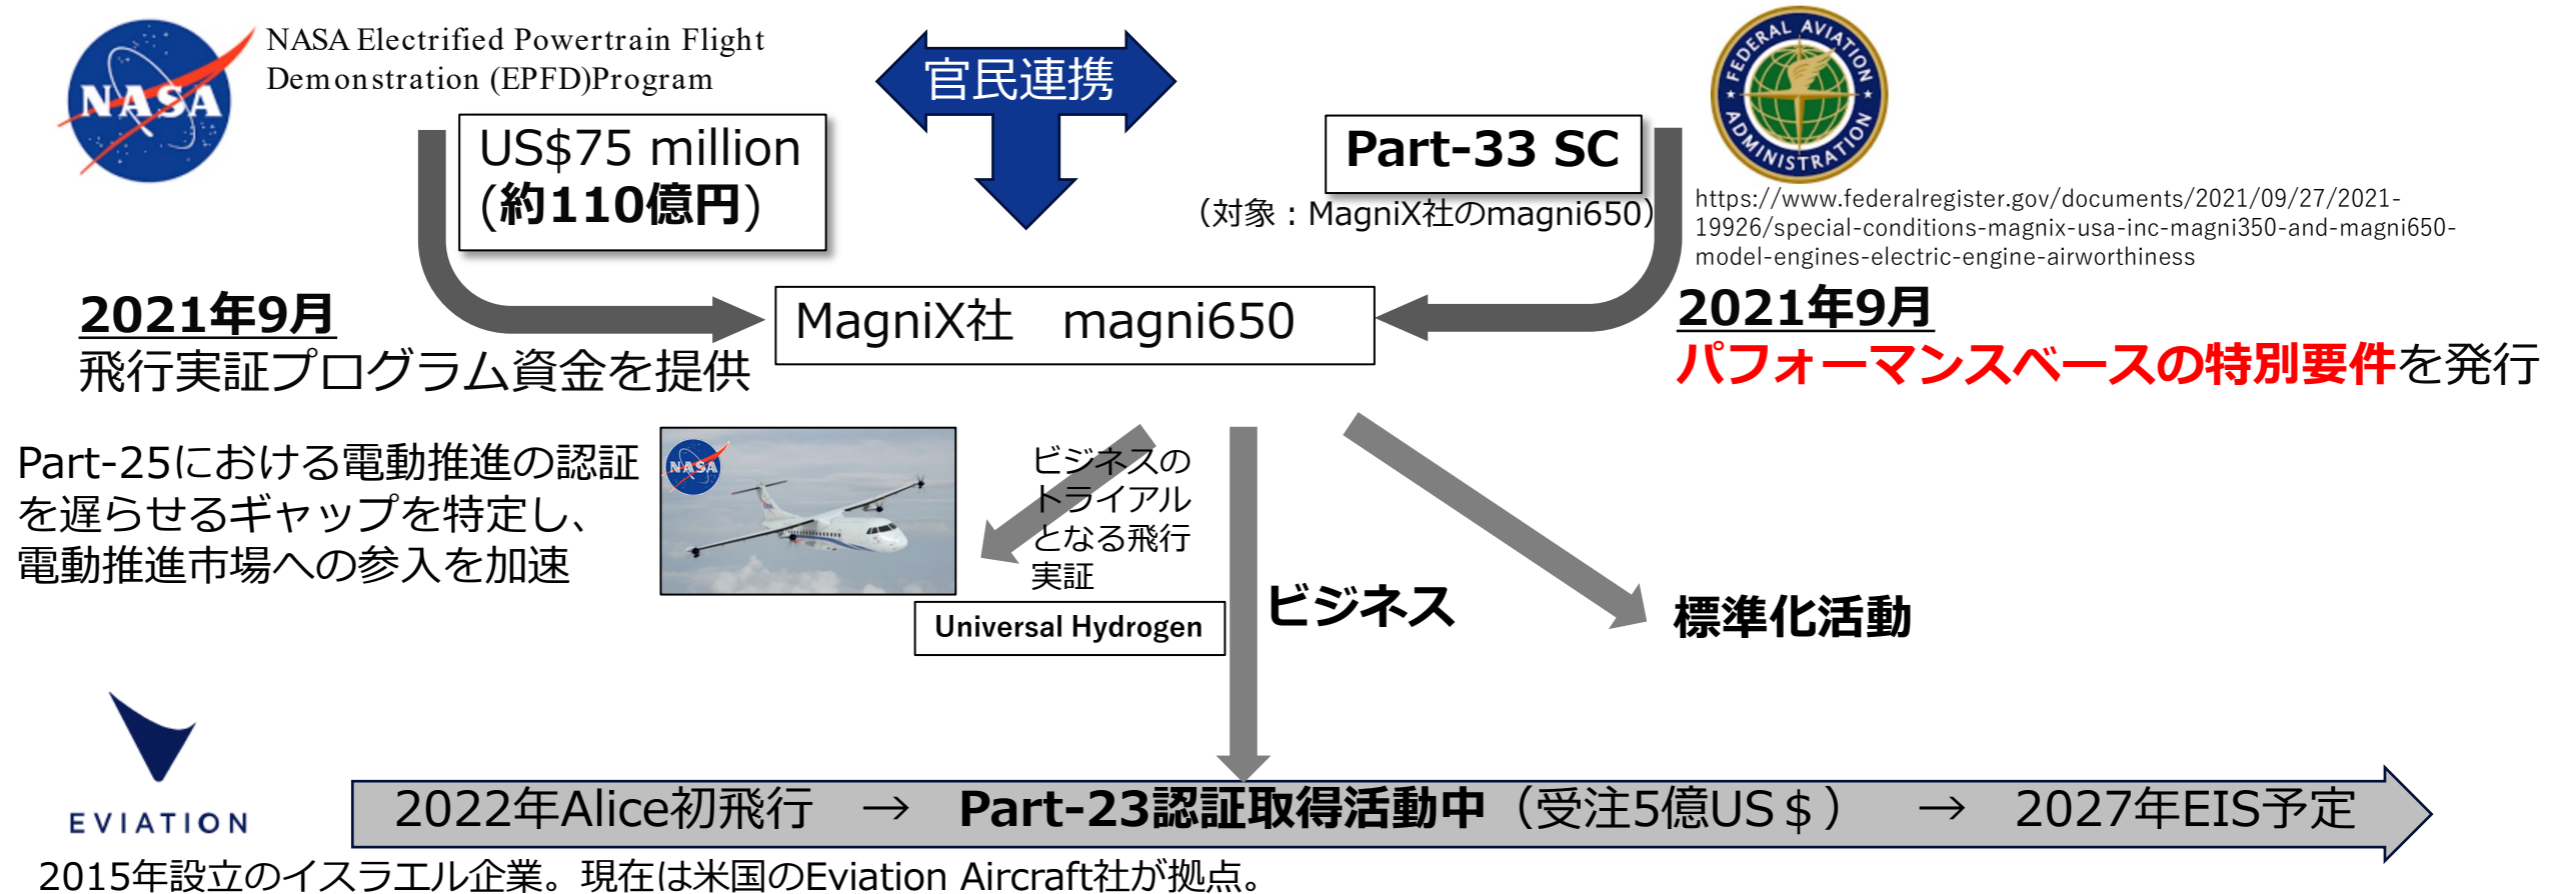 NASA
NASA Electrified Powertrain Flight
Demonstration (EPFD)Program
官民連携
FEDERAL AVIATION
ADMINISTRATION
US$75 million
(約110億円)
Part-33 SC
（対象：MagniX社のmagni650）
https://www.federalregister.gov/documents/2021/09/27/2021-
19926/special-conditions-magnix-usa-inc-magni350-and-magni650-
model-engines-electric-engine-airworthiness
2021年9月
飛行実証プログラム資金を提供
MagniX社　magni650
2021年9月
パフォーマンスベースの特別要件を発行
Part-25における電動推進の認証
を遅らせるギャップを特定し、
電動推進市場への参入を加速
NASA
ビジネスの
トライアル
となる飛行
実証
Universal Hydrogen
ビジネス
標準化活動
EVIATION
2022年Alice初飛行　→　Part-23認証取得活動中（受注5億US＄）　→　2027年EIS予定
2015年設立のイスラエル企業。現在は米国のEviation Aircraft社が拠点。